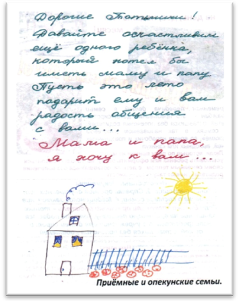 Дорогие Потомки!
Давайте осчастливим
ещё одного ребёнка,
который хотел бы
иметь маму и папу
Пусть это лето
подарит ему и вам
радость общения
с вами...
Мама и папа,
я хочу к вам...
Приёмные и опекунские семьи.